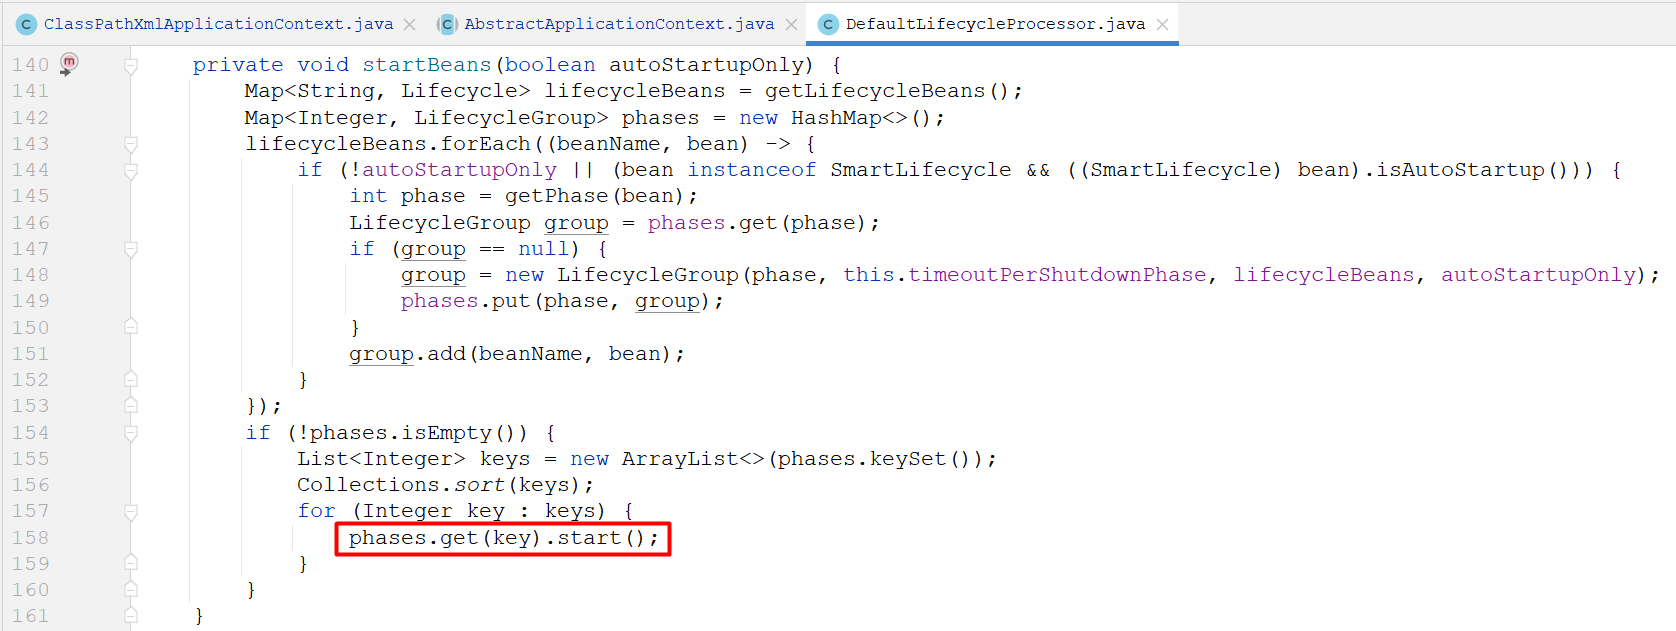 ClassPathXmlApplicationContext.java AbstractApplicationContext.java DefaultLifecycleProcessor.java
140 private void startBeans(boolean autoStartupOnly) {
141 Map<String, Lifecycle> lifecycleBeans = getLifecycleBeans();
142 Map<Integer, LifecycleGroup> phases = new HashMap<>();
143 lifecycleBeans.forEach((beanName, bean) -> {
144 if (!autoStartupOnly || (bean instanceof SmartLifecycle && ((SmartLifecycle) bean).isAutoStartup())) {
145 int phase = getPhase(bean);
146 LifecycleGroup group = phases.get(phase);
147 if (group == null) {
148 group = new LifecycleGroup(phase, this.timeoutPerShutdownPhase, lifecycleBeans, autoStartupOnly);
149 phases.put(phase, group);
150 }
151 group.add(beanName, bean);
152 }
153 });
154 if (!phases.isEmpty()) {
155 List<Integer> keys = new ArrayList<>(phases.keySet());
156 Collections.sort(keys);
157 for (Integer key : keys) {
158 phases.get(key).start();
159 }
160 }
161 }